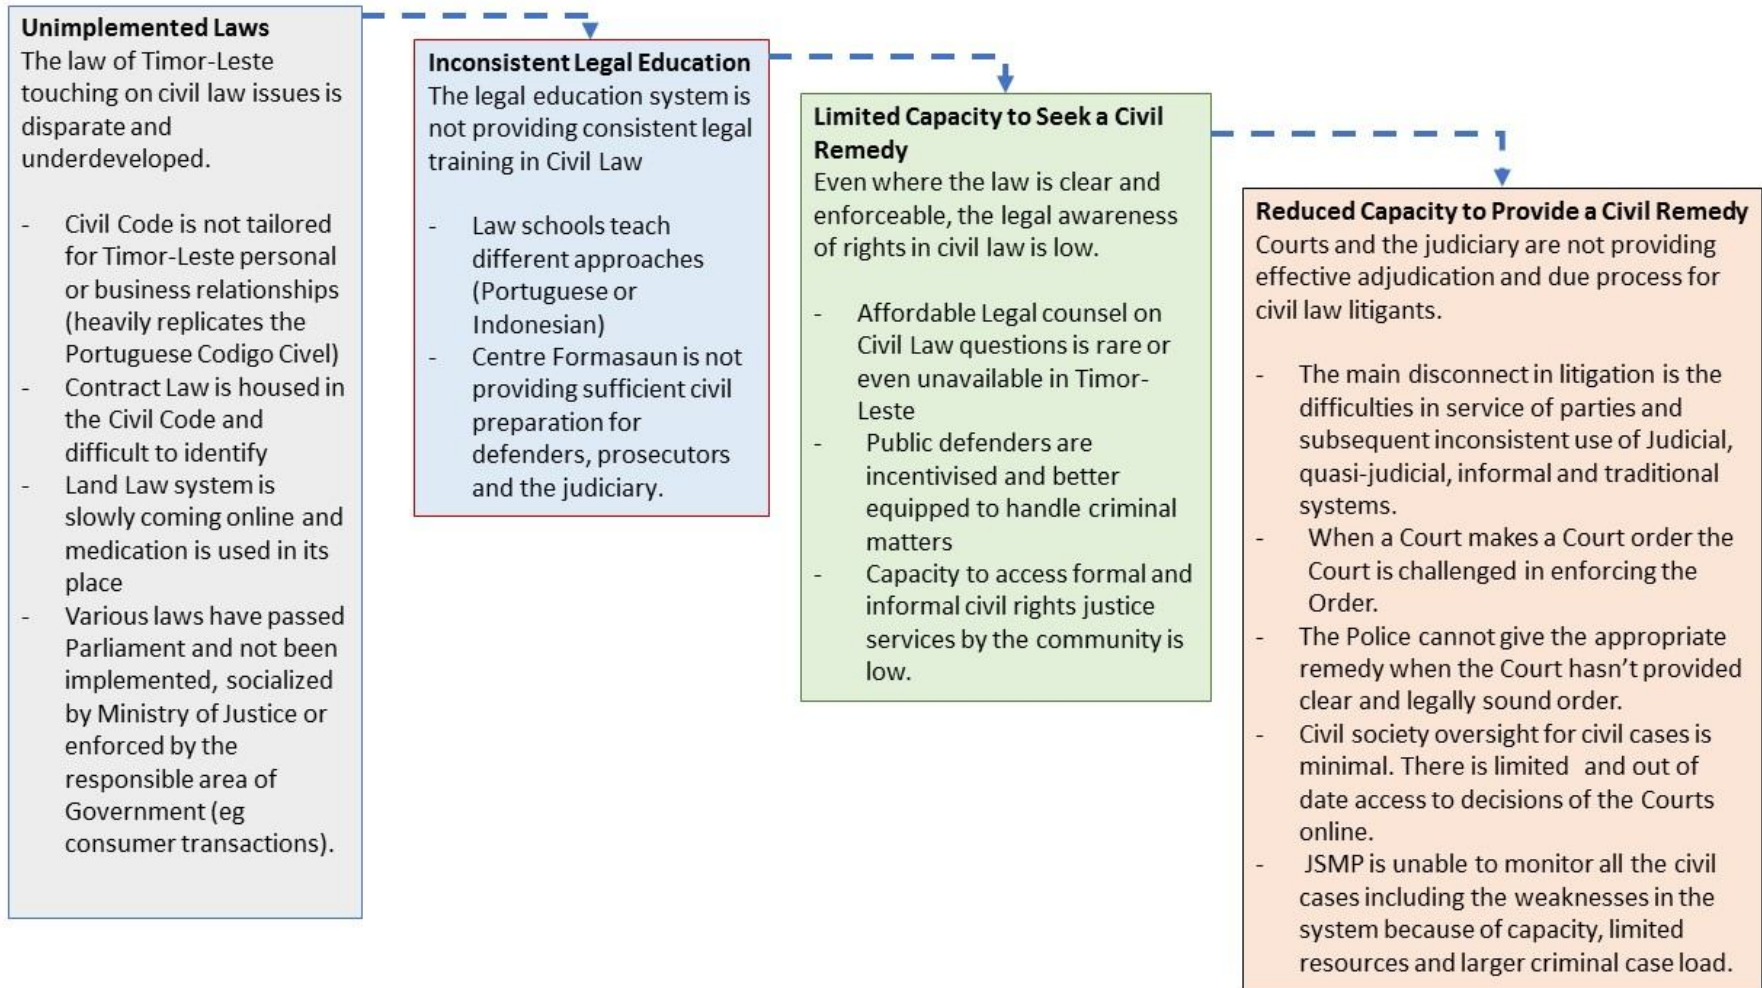 Unimplemented Laws
The law of Timor-Leste
touching on civil law issues is
disparate and
underdeveloped.
- Civil Code is not tailored
for Timor-Leste personal
or business relationships
(heavily replicates the
Portuguese Codigo Civel)
- Contract Law is housed in
the Civil Code and
difficult to identify
- Land Law system is
slowly coming online and
medication is used in its
place
- Various laws have passed
Parliament and not been
implemented, socialized
by Ministry of Justice or
enforced by the
responsible area of
Government (eg
consumer transactions).
Inconsistent Legal Education
The legal education system is
not providing consistent legal
training in Civil Law
- Law schools teach
different approaches
(Portuguese or
Indonesian)
- Centre Formasaun is not
providing sufficient civil
preparation for
defenders, prosecutors
and the judiciary.
Limited Capacity to Seek a Civil
Remedy
Even where the law is clear and
enforceable, the legal awareness
of rights in civil law is low.
- Affordable Legal counsel on
Civil Law questions is rare or
even unavailable in Timor-
Leste
- Public defenders are
incentivised and better
equipped to handle criminal
matters
- Capacity to access formal and
informal civil rights justice
services by the community is
low.
Reduced Capacity to Provide a Civil Remedy
Courts and the judiciary are not providing
effective adjudication and due process for
civil law litigants.
- The main disconnect in litigation is the
difficulties in service of parties and
subsequent inconsistent use of Judicial,
quasi-judicial, informal and traditional
systems.
- When a Court makes a Court order the
Court is challenged in enforcing the
Order.
- The Police cannot give the appropriate
remedy when the Court hasn't provided
clear and legally sound order.
- Civil society oversight for civil cases is
minimal. There is limited and out of
date access to decisions of the Courts
online.
- JSMP is unable to monitor all the civil
cases including the weaknesses in the
system because of capacity, limited
resources and larger criminal case load.